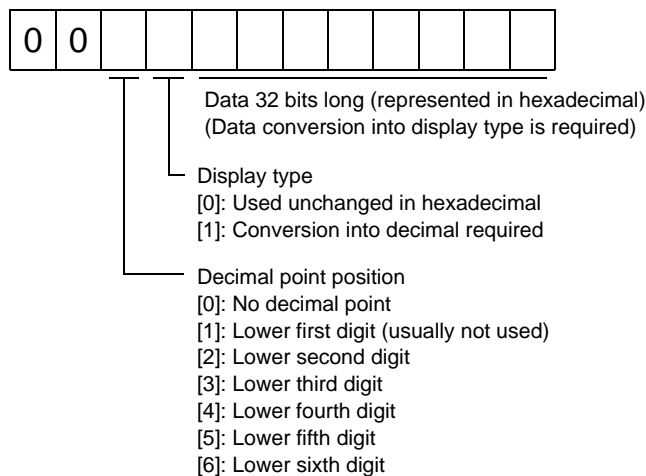 0 0
Data 32 bits long (represented in hexadecimal)
(Data conversion into display type is required)
Display type
[0]: Used unchanged in hexadecimal
[1]: Conversion into decimal required
Decimal point position
[0]: No decimal point
[1]: Lower first digit (usually not used)
[2]: Lower second digit
[3]: Lower third digit
[4]: Lower fourth digit
[5]: Lower fifth digit
[6]: Lower sixth digit